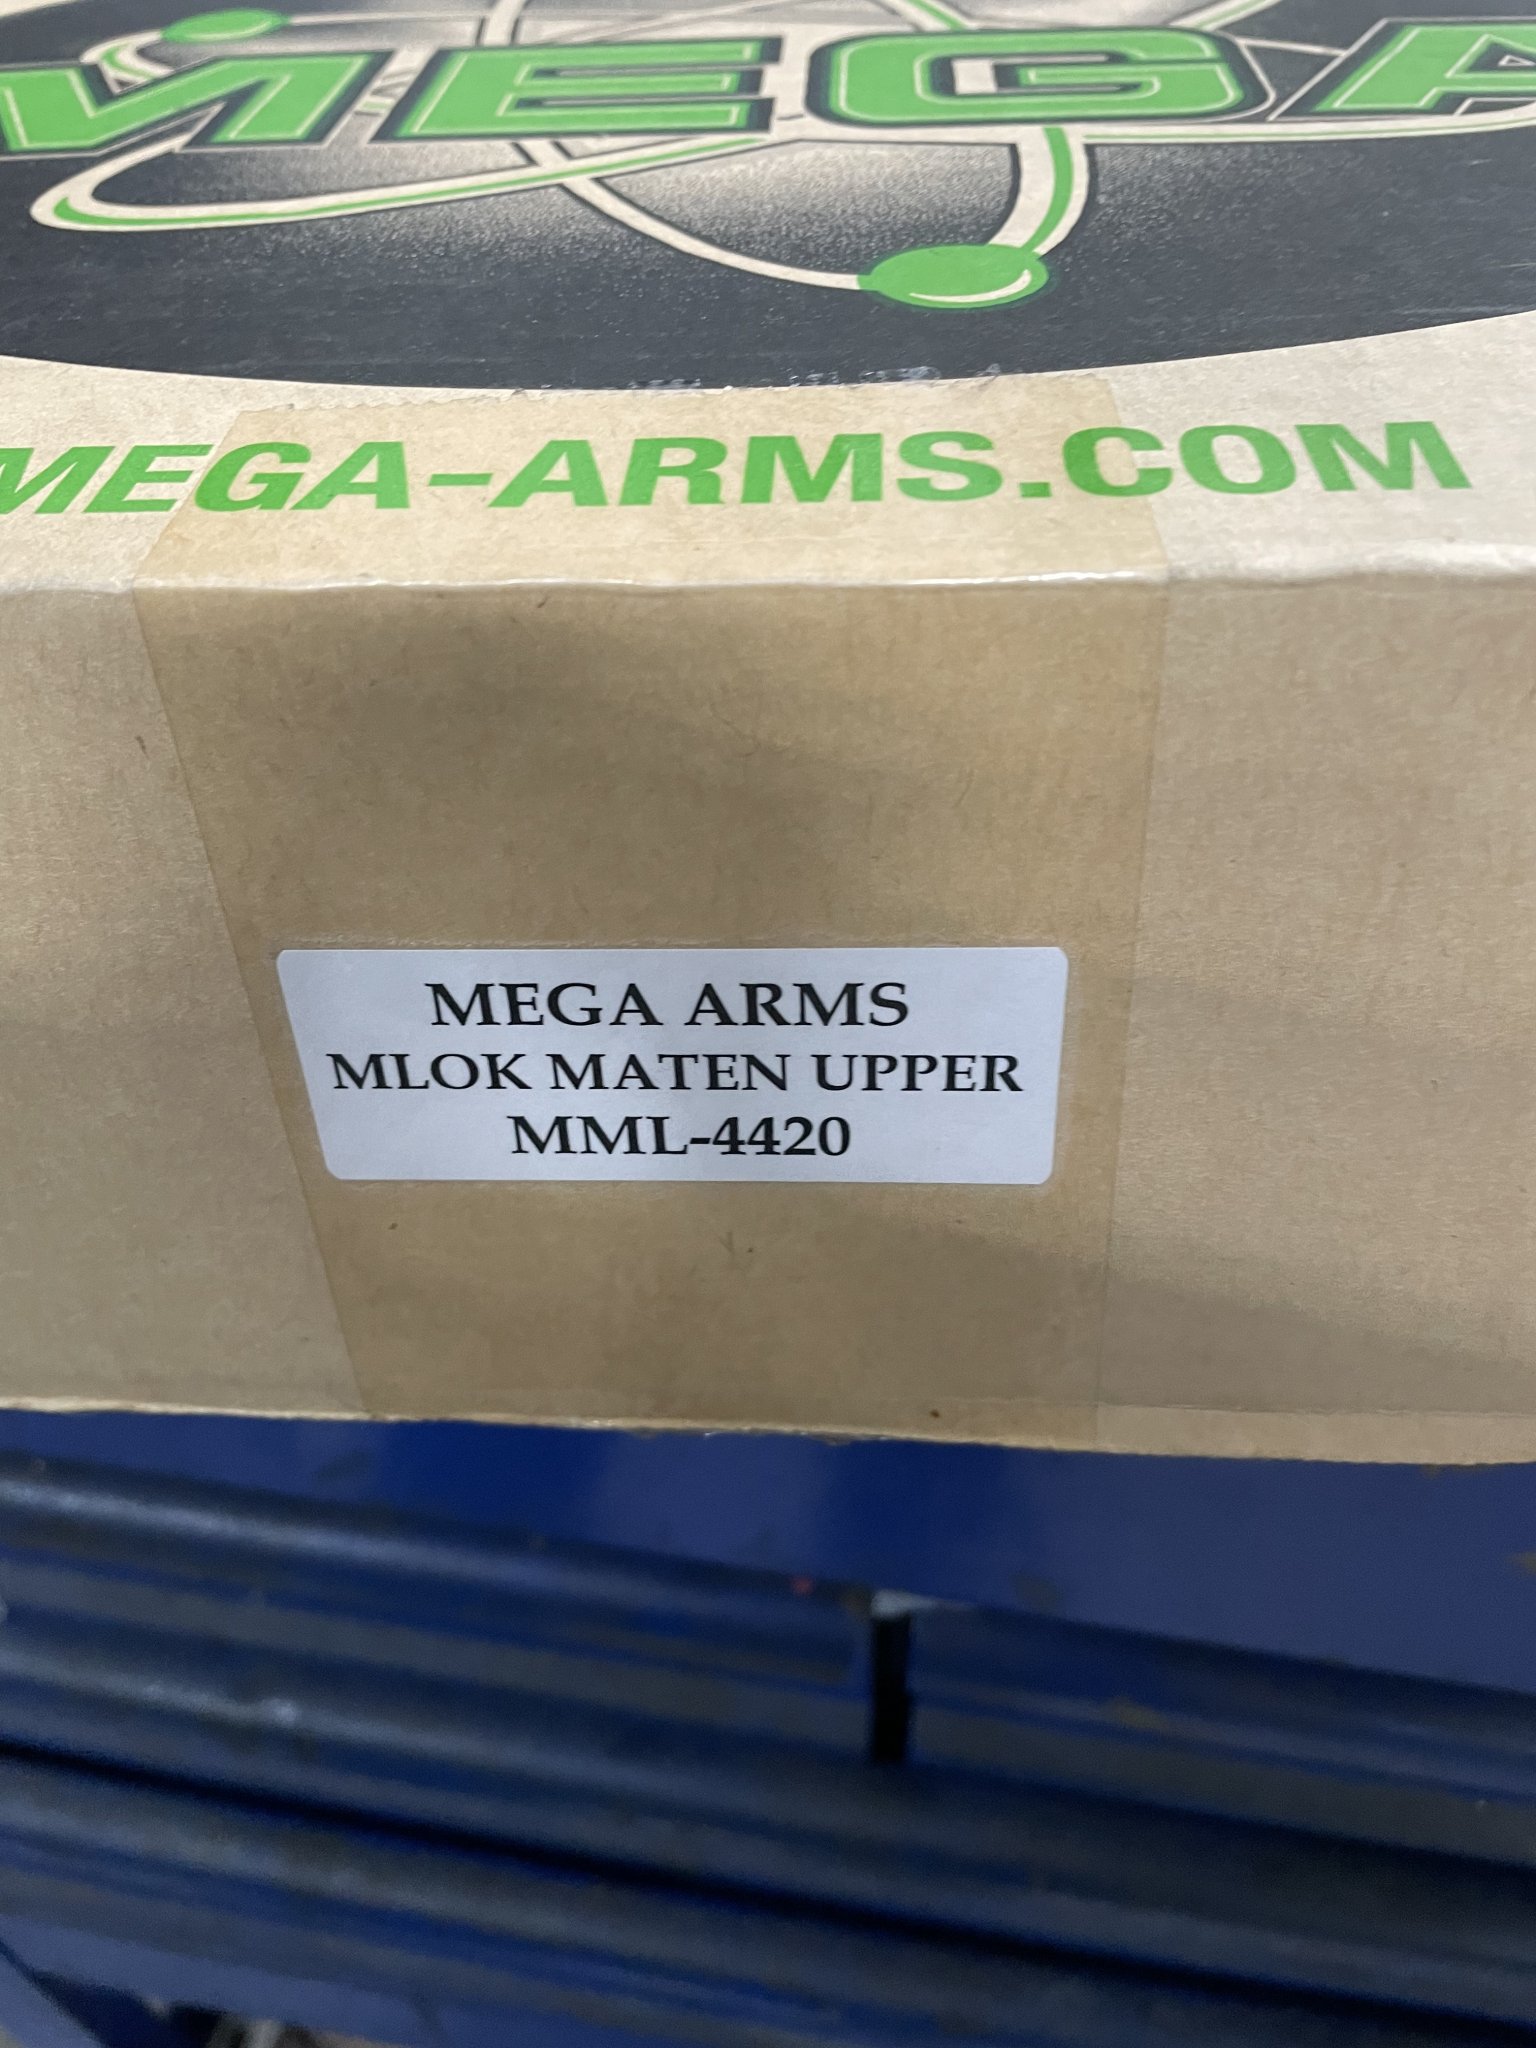 MEGA
MEGA-ARMS.COM
MEGA ARMS
MLOK MATEN UPPER
MML-4420